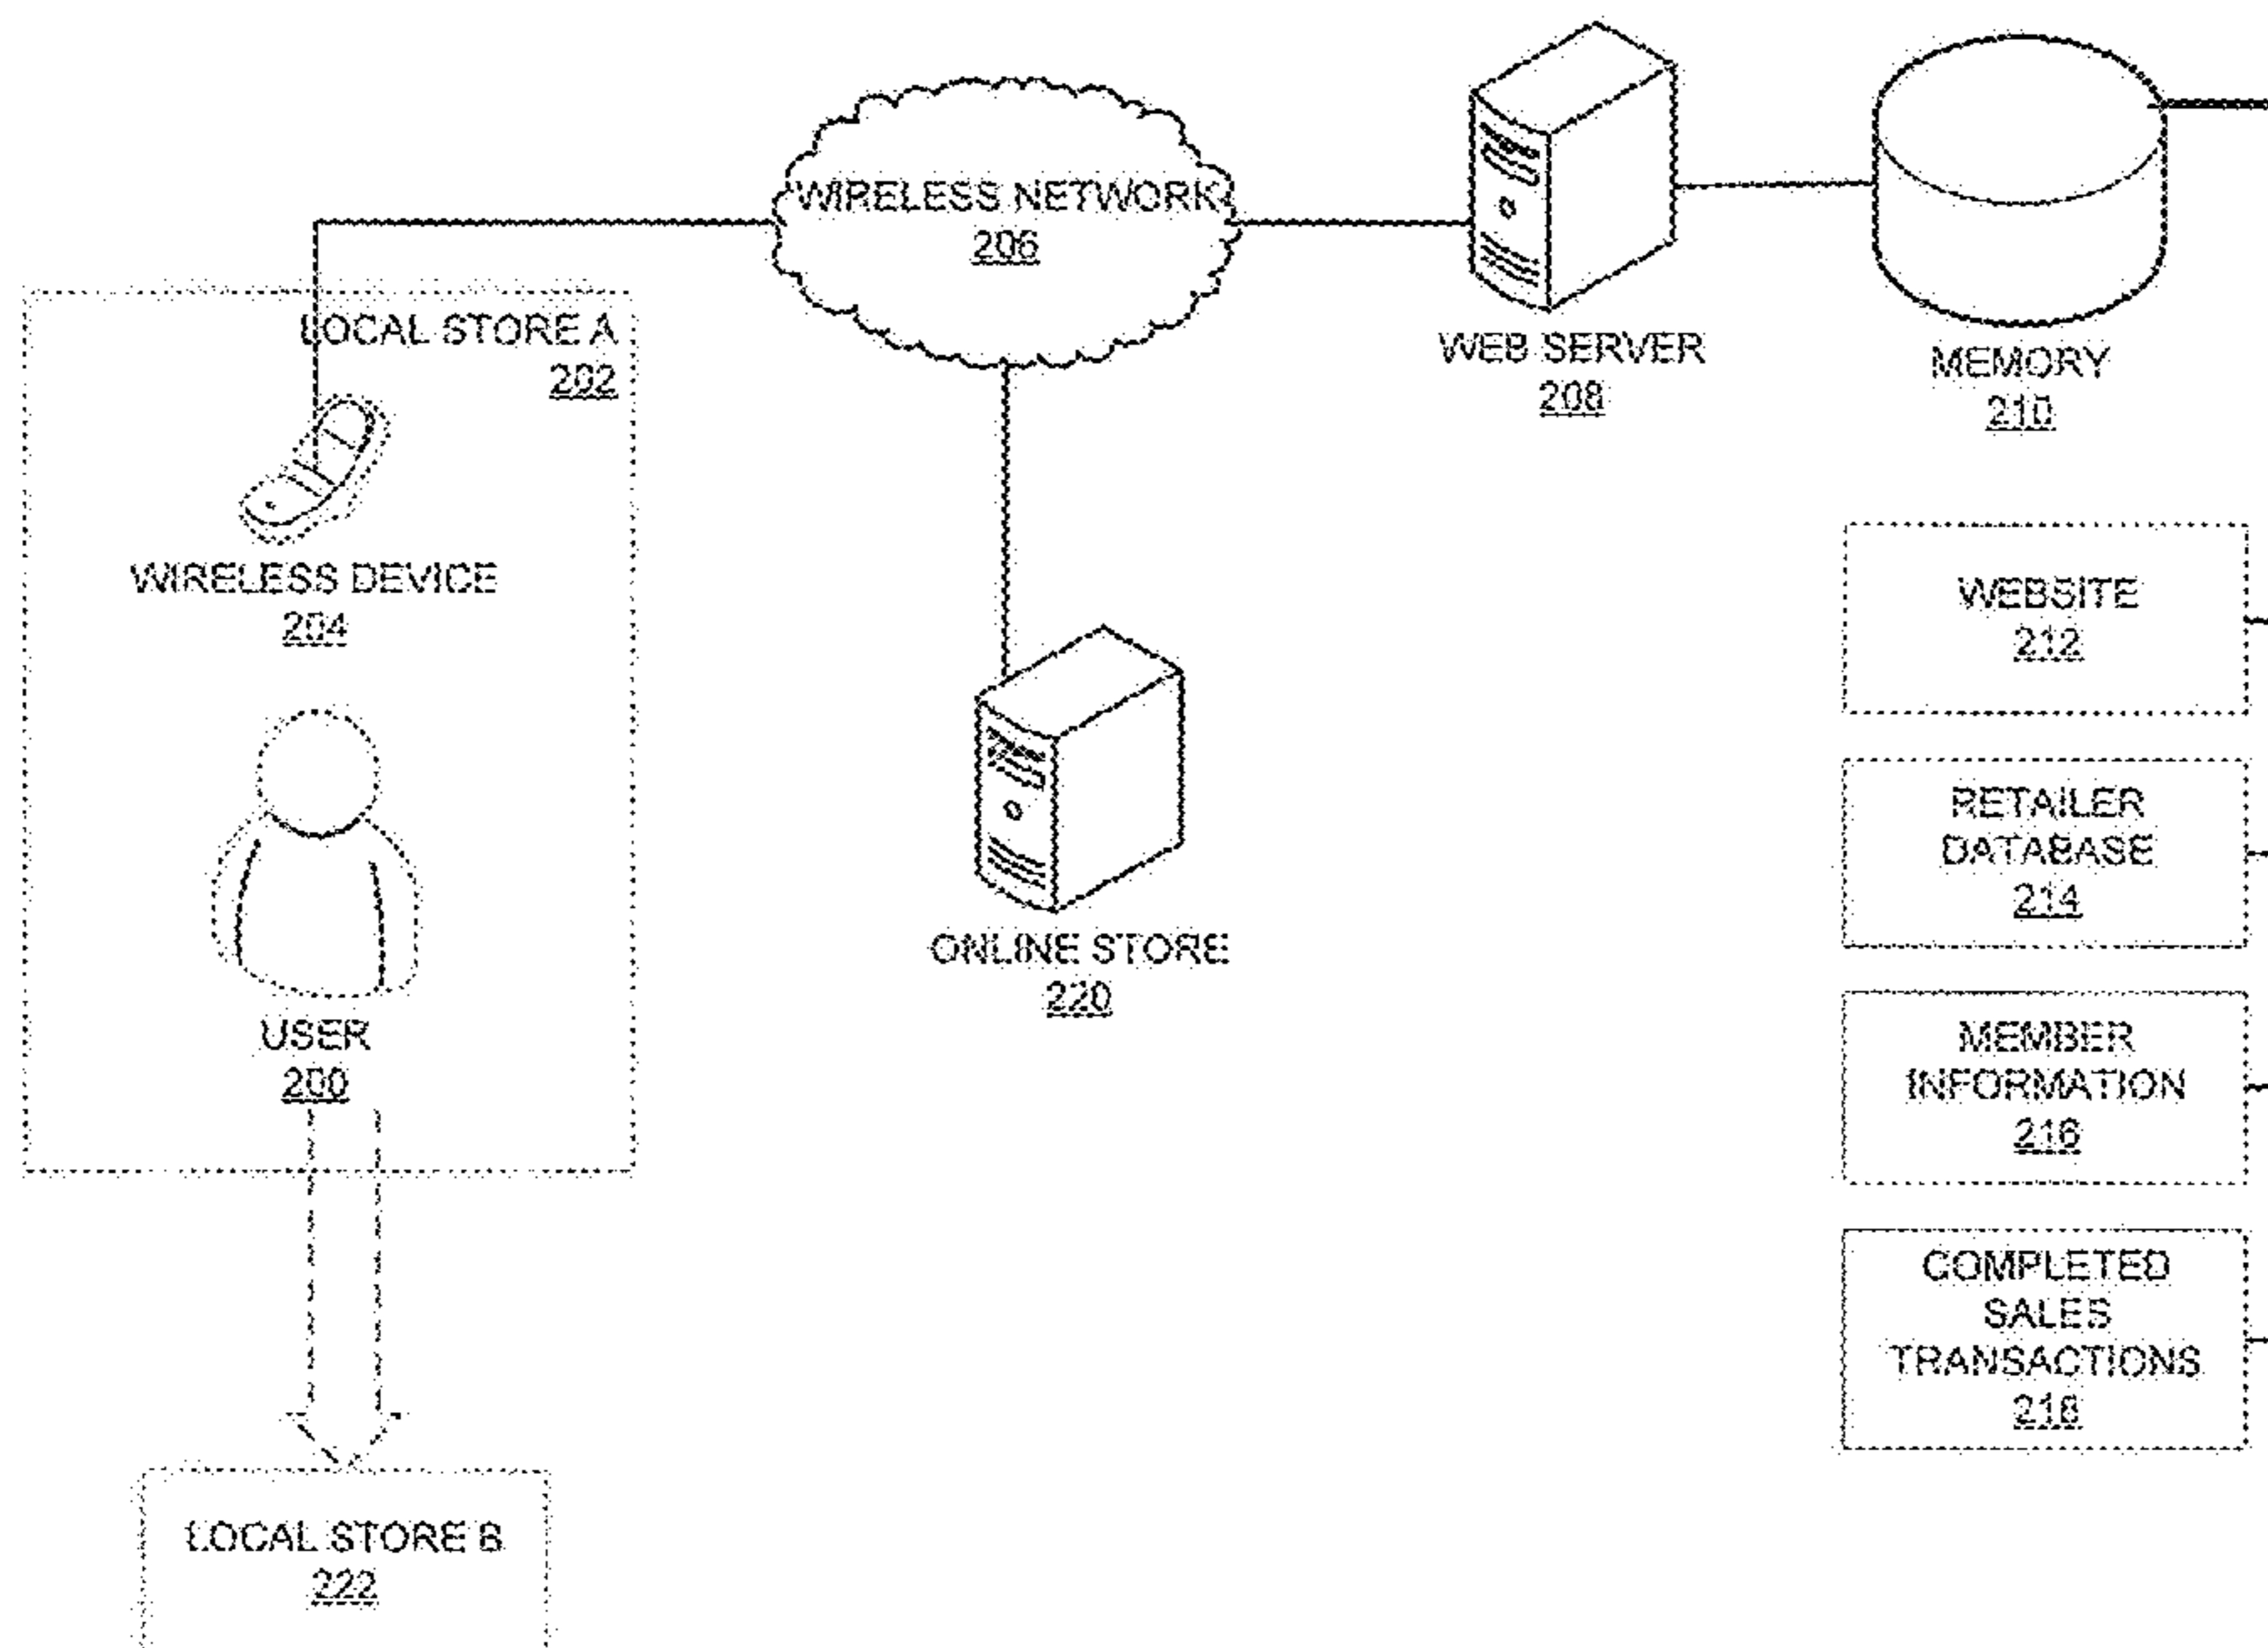 WIRELESS NETWORK
206
LOCAL STORE A
202
WEB SERVER
208
MEMORY
210
WIRELESS DEVICE
204
WEBSITE
212
RETAILER
DATABASE
214
ONLINE STORE
220
USER
200
MEMBER
INFORMATION
216
COMPLETED
SALES
TRANSACTIONS
218
LOCAL STORE B
222